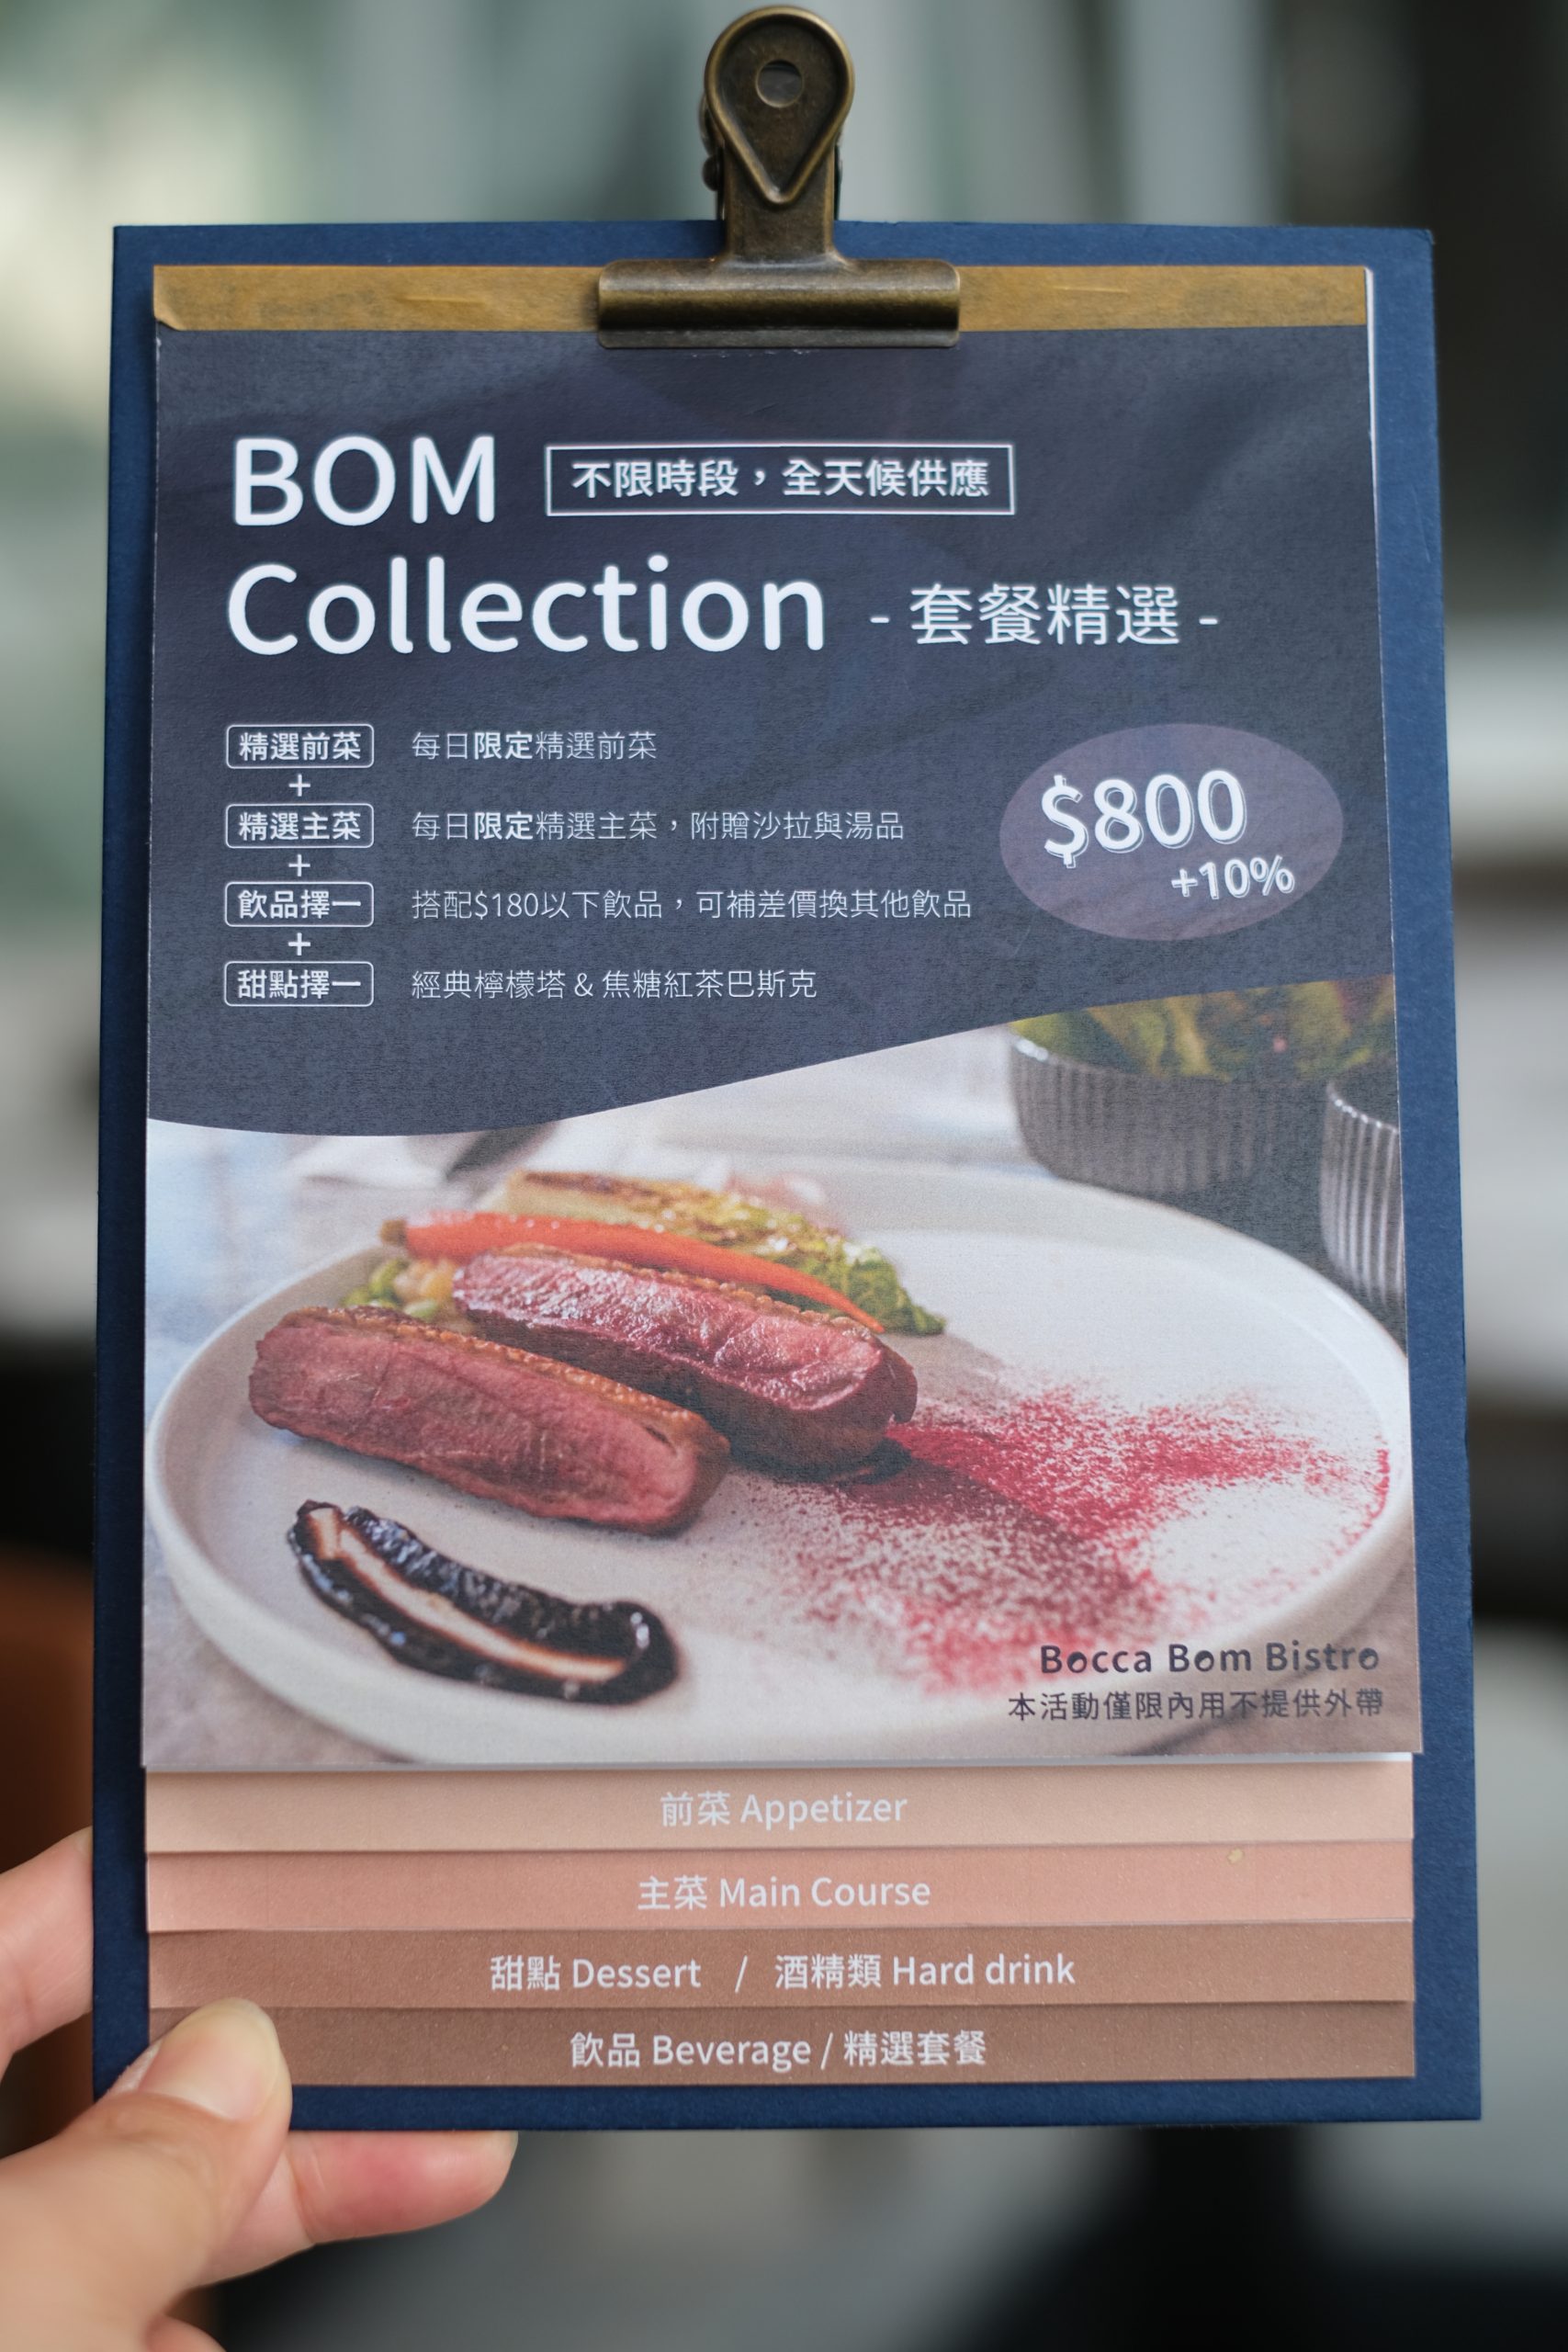 BOM 不限時段，全天候供應
Collection - 套餐精選 -
精選前菜 每日限定精選前菜
+
精選主菜 每日限定精選主菜，附贈沙拉與湯品
+
飲品擇一 搭配$180以下飲品，可補差價換其他飲品
+
甜點擇一 經典檸檬塔 & 焦糖紅茶巴斯克
$800
+10%
Bocca Bom Bistro
本活動僅限內用不提供外帶
前菜 Appetizer
主菜 Main Course
甜點 Dessert / 酒精類 Hard drink
飲品 Beverage / 精選套餐